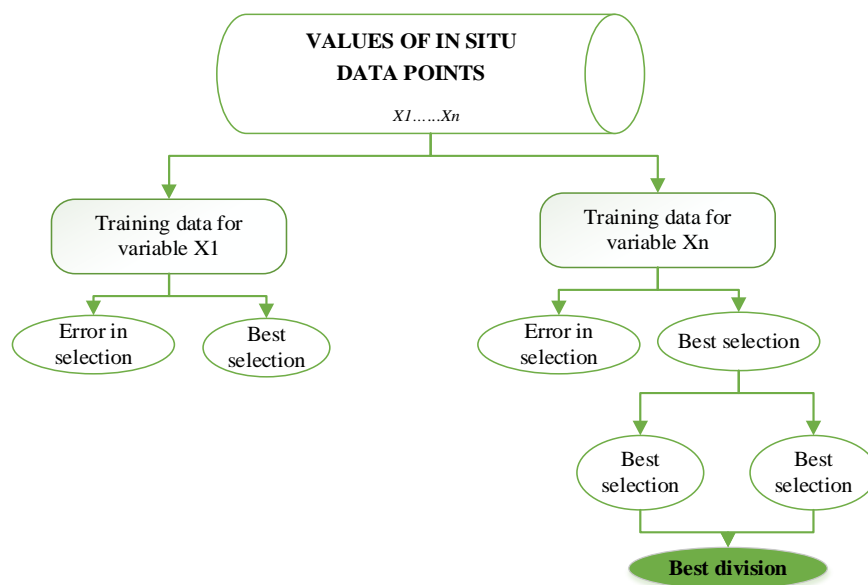 VALUES OF IN SITU
DATA POINTS
X1......Xn
Training data for
variable X1
Training data for
variable Xn
Error in
selection
Best
selection
Error in
selection
Best selection
Best
selection
Best
selection
Best division